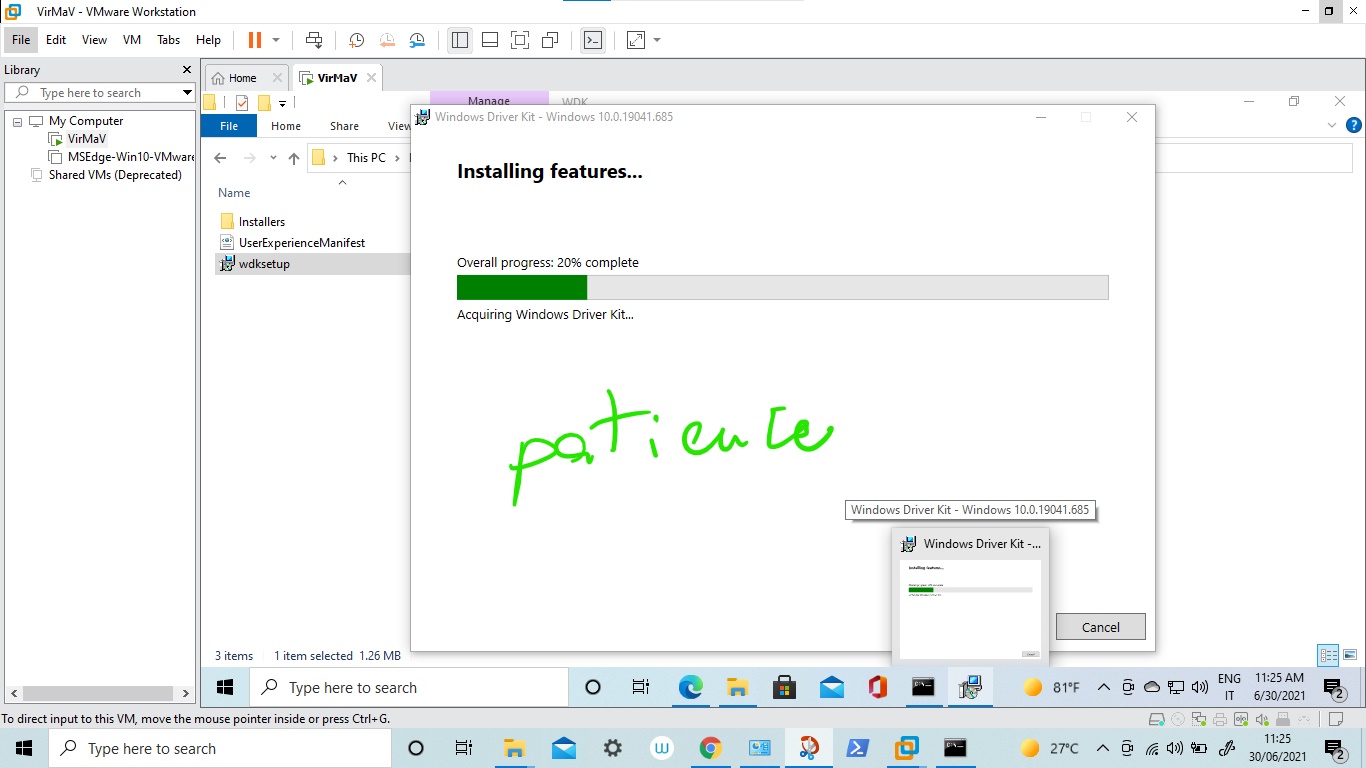 VirMaV - VMware Workstation
File Edit View VM Tabs Help
Library
Type here to search
My Computer
VirMaV
MSEdge-Win10-VMware
Shared VMs (Deprecated)
Home VirMaV
Manage WDK
File Home Share View
This PC
Name
Installers
UserExperienceManifest
wdksetup
Windows Driver Kit - Windows 10.0.19041.685
Installing features...
Overall progress: 20% complete
Acquiring Windows Driver Kit...
patience
Windows Driver Kit - Windows 10.0.19041.685
Windows Driver Kit -...
Installing features...
Cancel
3 items 1 item selected 1.26 MB
Type here to search
81°F
ENG
IT
11:25 AM
6/30/2021
2
To direct input to this VM, move the mouse pointer inside or press Ctrl+G.
Type here to search
27°C
11:25
30/06/2021
2